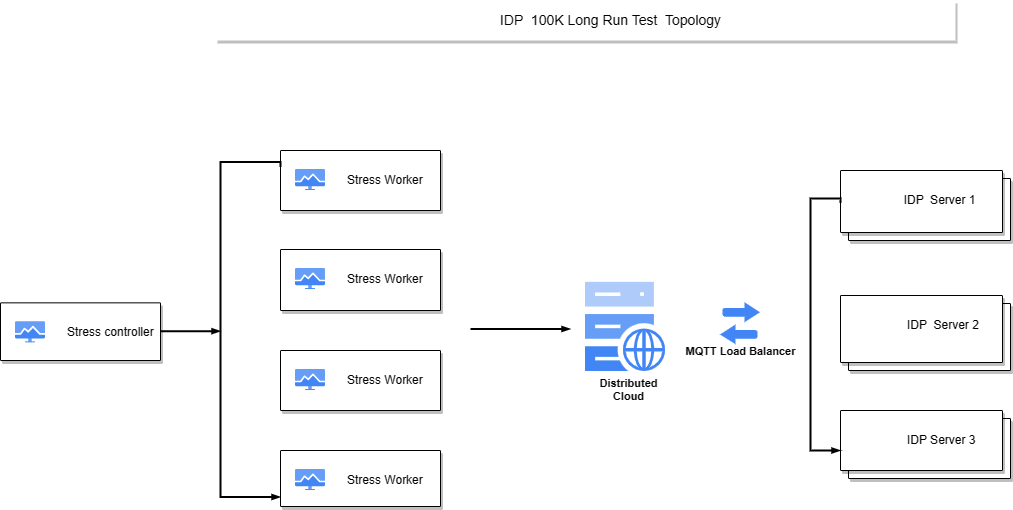 IDP  100K Long Run Test  Topology
Stress Worker
Stress Worker
Stress controller
Stress Worker
Stress Worker
Distributed
Cloud
MQTT Load Balancer
IDP  Server 1
IDP  Server 2
IDP Server 3